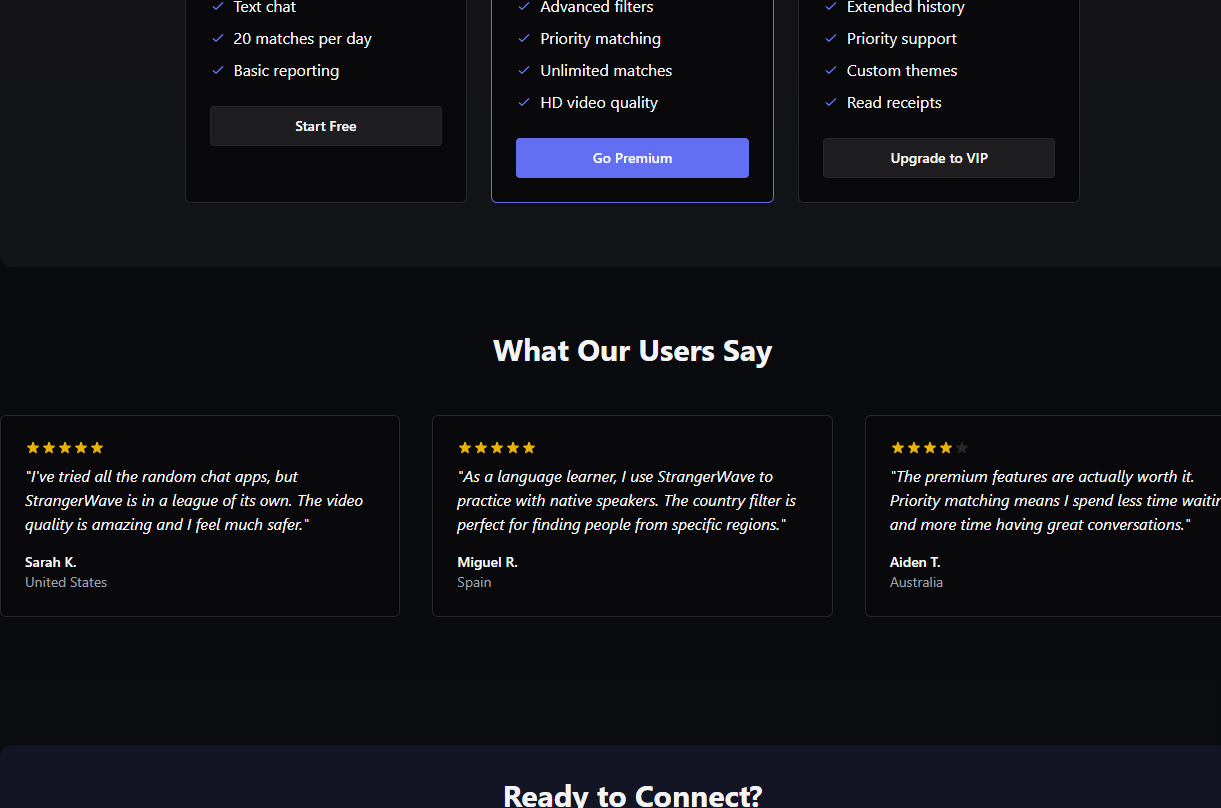 Text chat
20 matches per day
Basic reporting
Start Free
Advanced filters
Priority matching
Unlimited matches
HD video quality
Go Premium
Extended history
Priority support
Custom themes
Read receipts
Upgrade to VIP
What Our Users Say
"I've tried all the random chat apps, but
StrangerWave is in a league of its own. The video
quality is amazing and I feel much safer."
Sarah K.
United States
"As a language learner, I use StrangerWave to
practice with native speakers. The country filter is
perfect for finding people from specific regions."
Miguel R.
Spain
"The premium features are actually worth it.
Priority matching means I spend less time
and more time having great conversations."
Aiden T.
Australia
Ready to Connect?